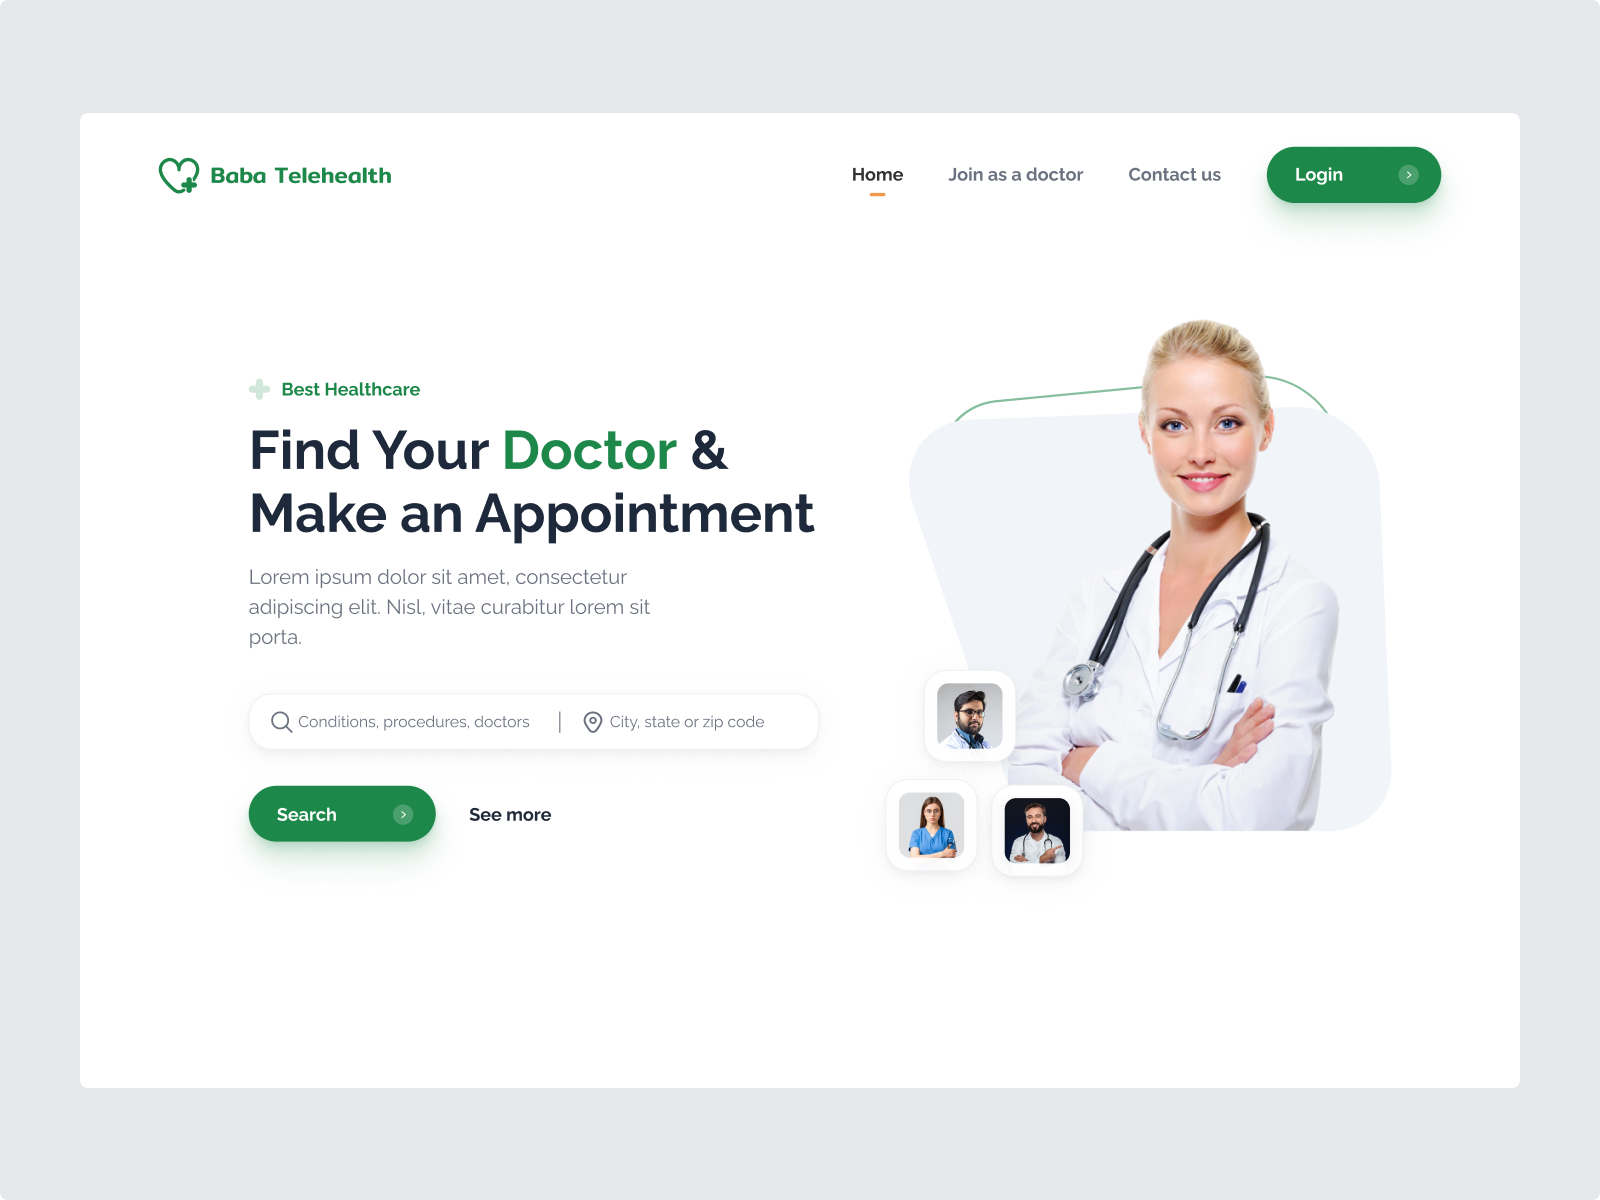 Baba Telehealth
Home
Join as a doctor
Contact us
Login
Best Healthcare
Find Your Doctor &
Make an Appointment
Lorem ipsum dolor sit amet, consectetur
adipiscing elit. Nisl, vitae curabitur lorem sit
porta.
Conditions, procedures, doctors
City, state or zip code
Search
See more